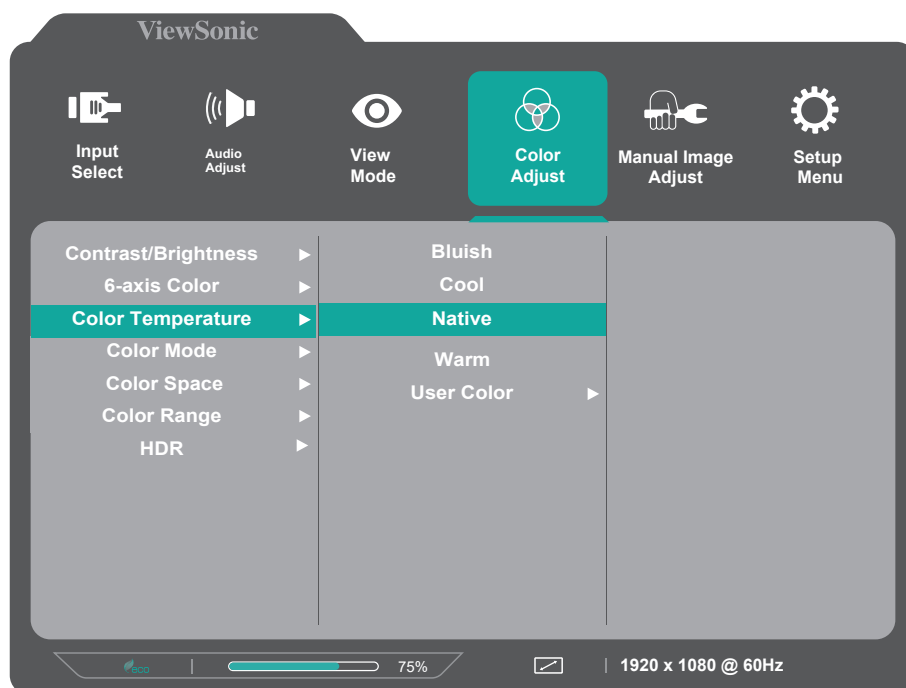 ViewSonic
Input
Select
Audio
Adjust
View
Mode
Color
Adjust
Manual Image
Adjust
Setup
Menu
Contrast/Brightness
6-axis Color
Color Temperature
Color Mode
Color Space
Color Range
HDR
Bluish
Cool
Native
Warm
User Color
eco
75%
1920 x 1080 @ 60Hz